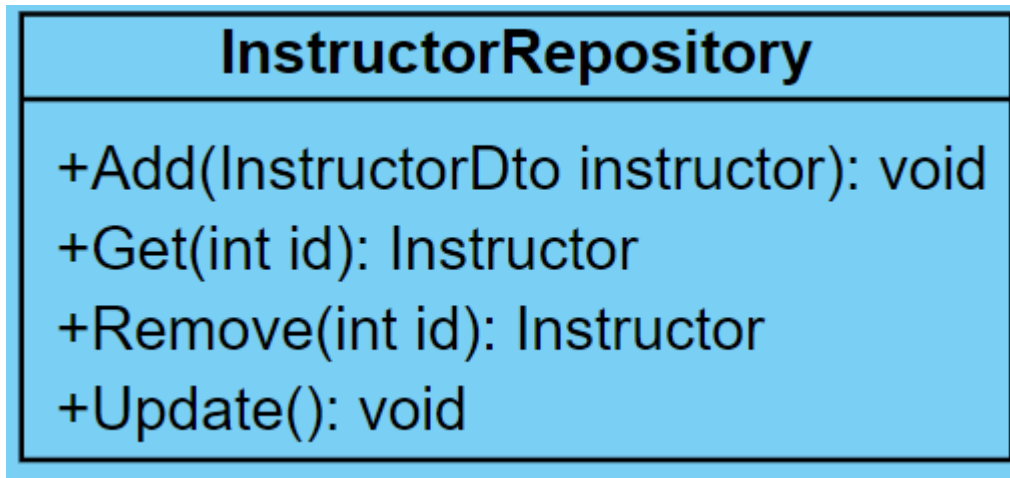 InstructorRepository
+Add(InstructorDto instructor): void
+Get(int id): Instructor
+Remove(int id): Instructor
+Update(): void